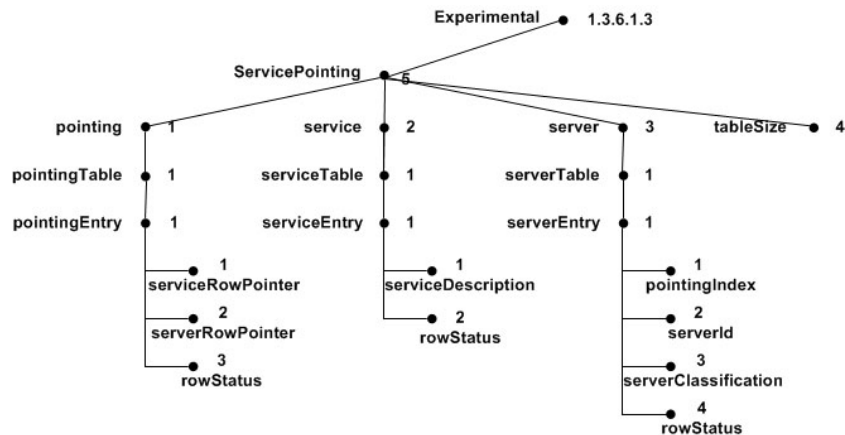 Experimental 1.3.6.1.3
ServicePointing 5
pointing 1 service 2 server 3 tableSize 4
pointingTable 1 serviceTable 1 serverTable 1
pointingEntry 1 serviceEntry 1 serverEntry 1
1 1 1
serviceRowPointer serviceDescription pointingIndex
2 2 2
serverRowPointer rowStatus serverId
3 3
rowStatus serverClassification
4
rowStatus